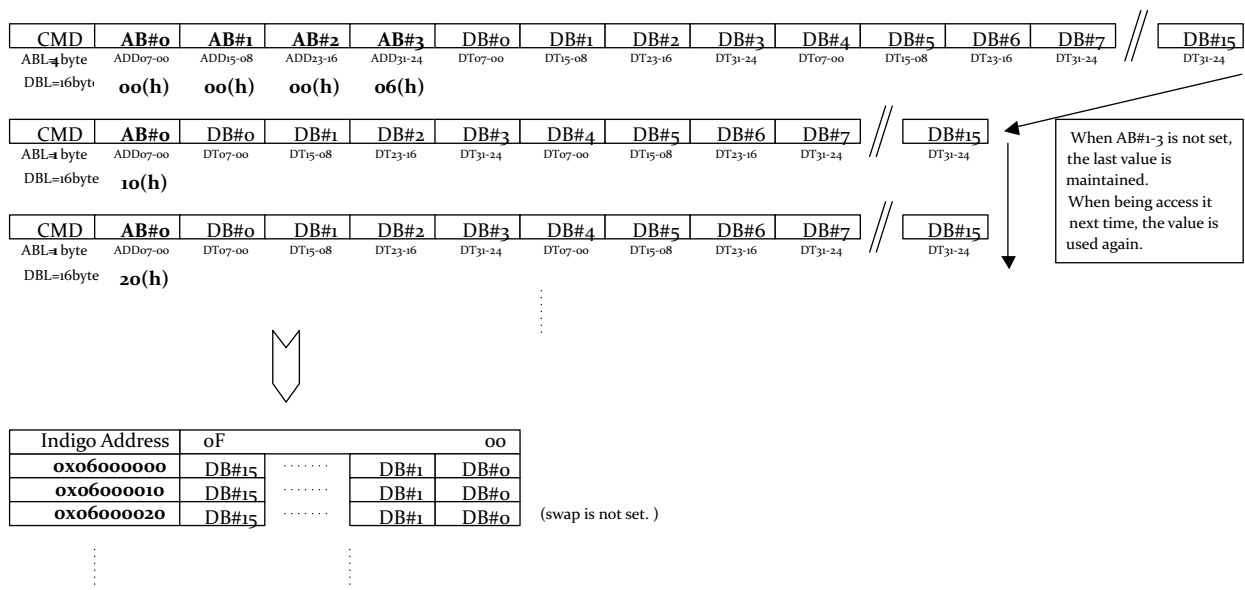 CMD AB#0 AB#1 AB#2 AB#3 DB#0 DB#1 DB#2 DB#3 DB#4 DB#5 DB#6 DB#7 DB#15
ABL=4 byte ADD07-00 ADD15-08 ADD23-16 ADD31-24 DT07-00 DT15-08 DT23-16 DT31-24 DT07-00 DT15-08 DT23-16 DT31-24 DT31-24
DBL=16byte 00(h) 00(h) 00(h) 06(h)
CMD AB#0 DB#0 DB#1 DB#2 DB#3 DB#4 DB#5 DB#6 DB#7 DB#15
ABL=1 byte ADD07-00 DT07-00 DT15-08 DT23-16 DT31-24 DT07-00 DT15-08 DT23-16 DT31-24 DT31-24
DBL=16byte 10(h)
When AB#1-3 is not set,
the last value is
maintained.
When being access it
next time, the value is
used again.
CMD AB#0 DB#0 DB#1 DB#2 DB#3 DB#4 DB#5 DB#6 DB#7 DB#15
ABL=1 byte ADD07-00 DT07-00 DT15-08 DT23-16 DT31-24 DT07-00 DT15-08 DT23-16 DT31-24 DT31-24
DBL=16byte 20(h)
Indigo Address 0F 00
0x06000000 DB#15 ······· DB#1 DB#0
0x06000010 DB#15 ······· DB#1 DB#0
0x06000020 DB#15 ······· DB#1 DB#0 (swap is not set. )